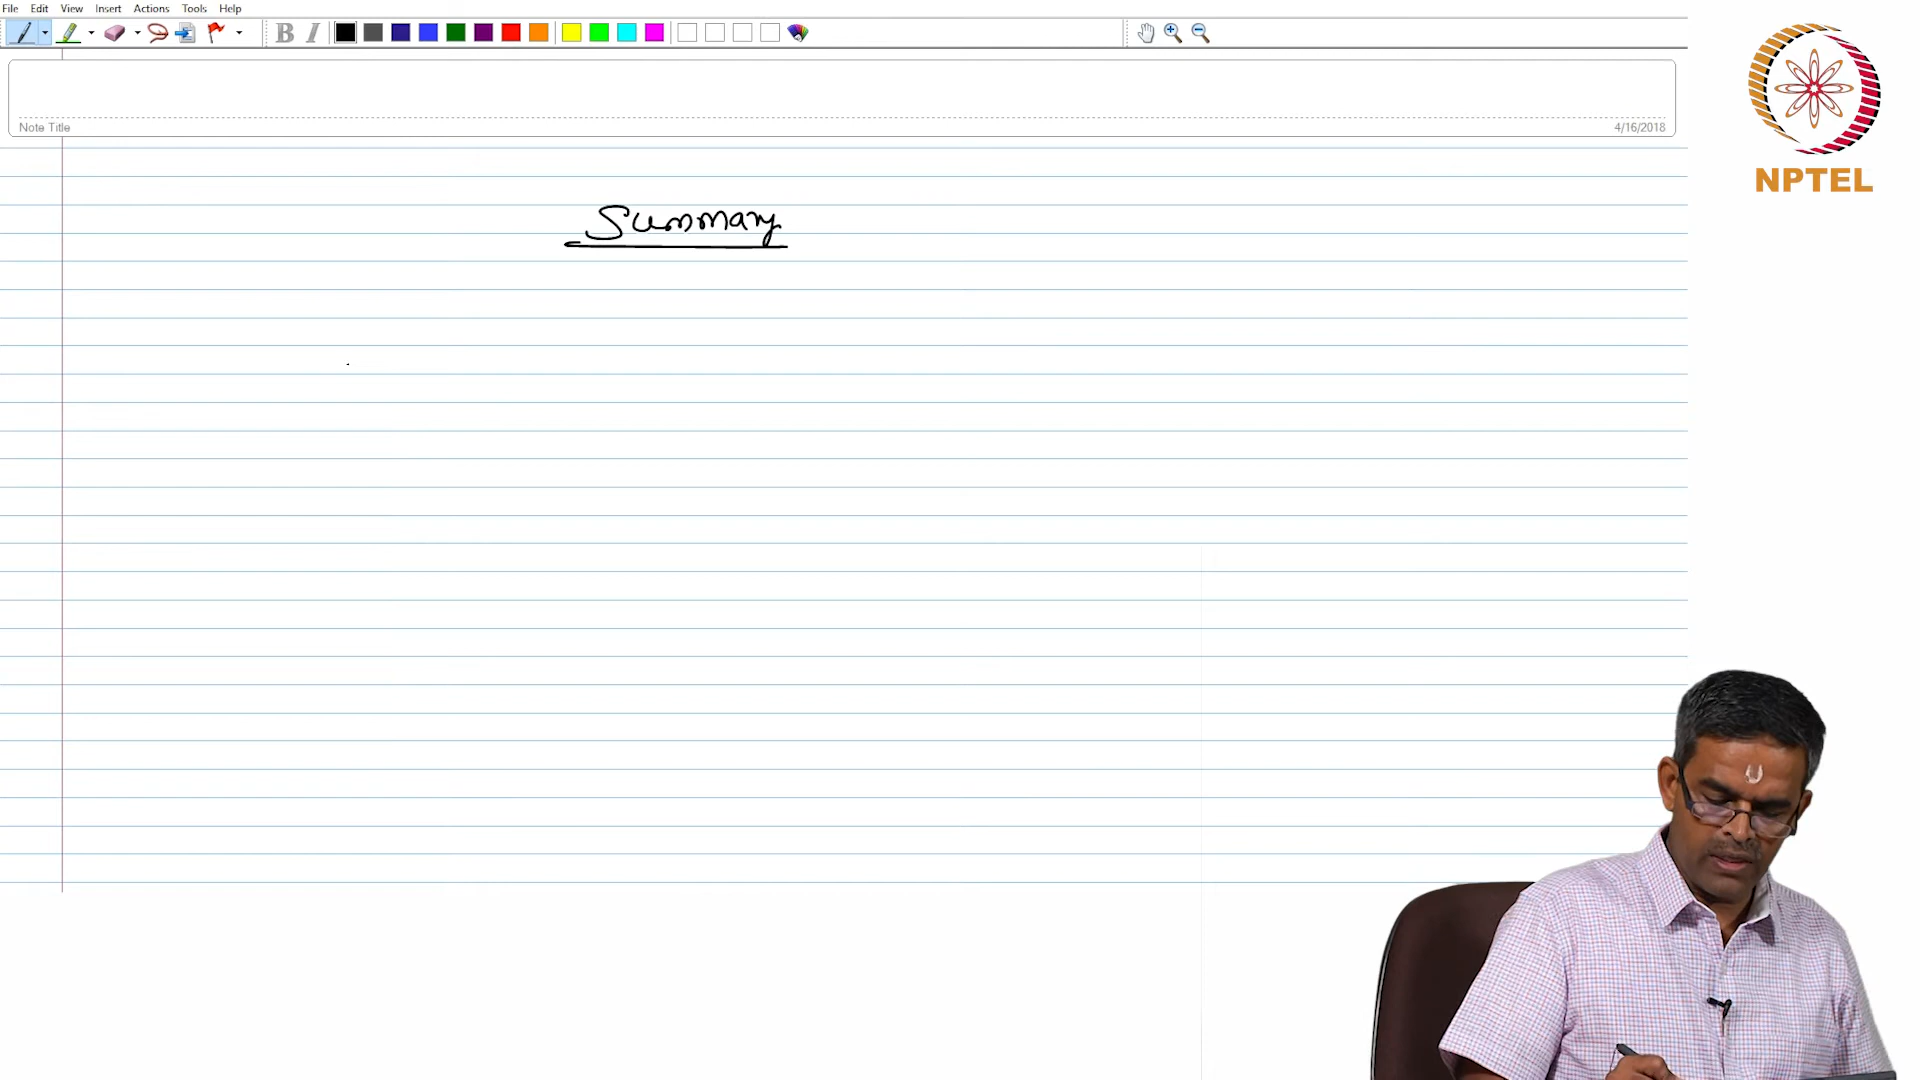 File Edit View Insert Actions Tools Help
B I
Note Title
4/16/2018
NPTEL
Summary